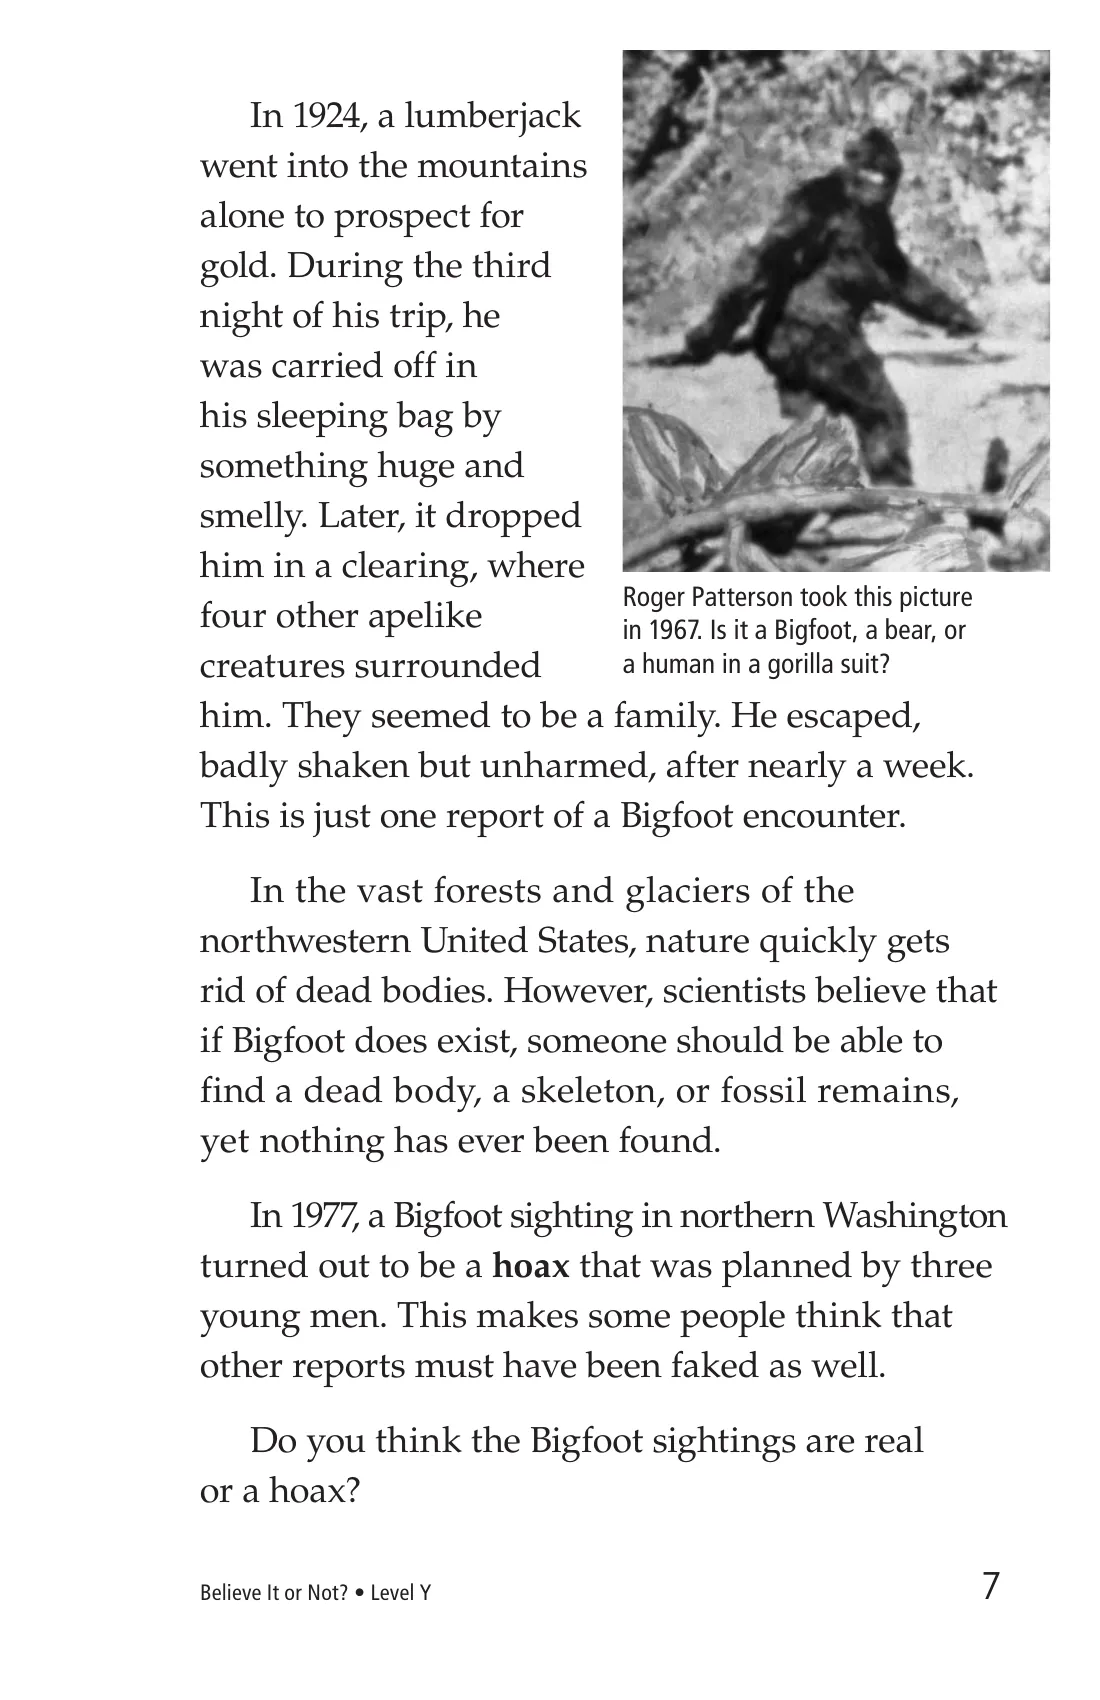 In 1924, a lumberjack
went into the mountains
alone to prospect for
gold. During the third
night of his trip, he
was carried off in
his sleeping bag by
something huge and
smelly. Later, it dropped
him in a clearing, where
four other apelike
creatures surrounded
him. They seemed to be a family. He escaped,
badly shaken but unharmed, after nearly a week.
This is just one report of a Bigfoot encounter.
Roger Patterson took this picture
in 1967. Is it a Bigfoot, a bear, or
a human in a gorilla suit?
In the vast forests and glaciers of the
northwestern United States, nature quickly gets
rid of dead bodies. However, scientists believe that
if Bigfoot does exist, someone should be able to
find a dead body, a skeleton, or fossil remains,
yet nothing has ever been found.
In 1977, a Bigfoot sighting in northern Washington
turned out to be a hoax that was planned by three
young men. This makes some people think that
other reports must have been faked as well.
Do you think the Bigfoot sightings are real
or a hoax?
Believe It or Not? • Level Y
7